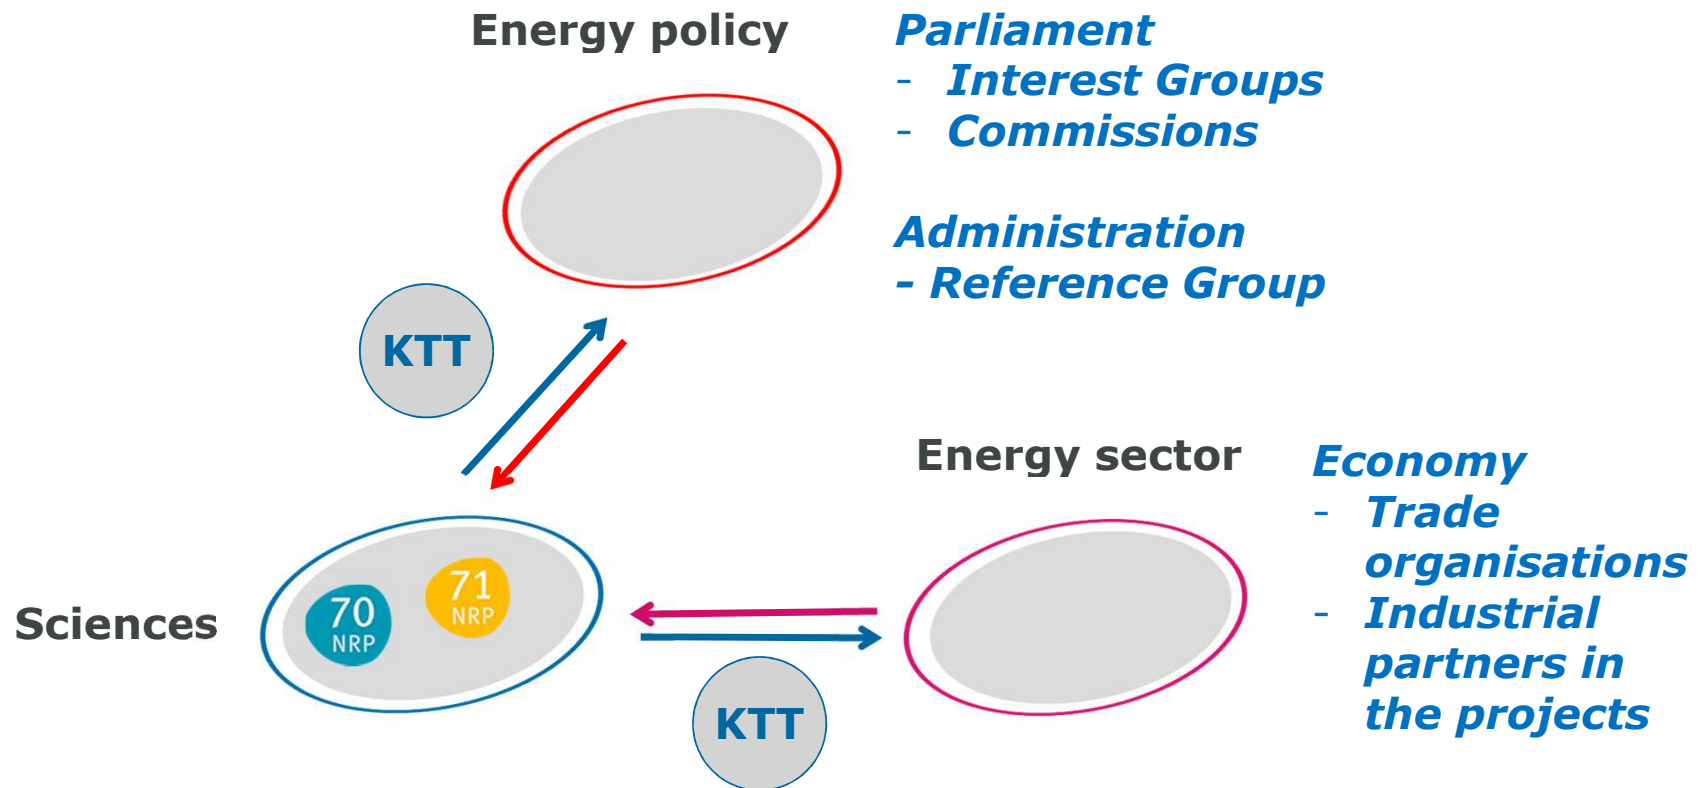 Energy policy
Parliament
- Interest Groups
- Commissions
Administration
- Reference Group
KTT
Energy sector
Economy
- Trade
organisations
- Industrial
partners in
the projects
Sciences
70
NRP
71
NRP
KTT